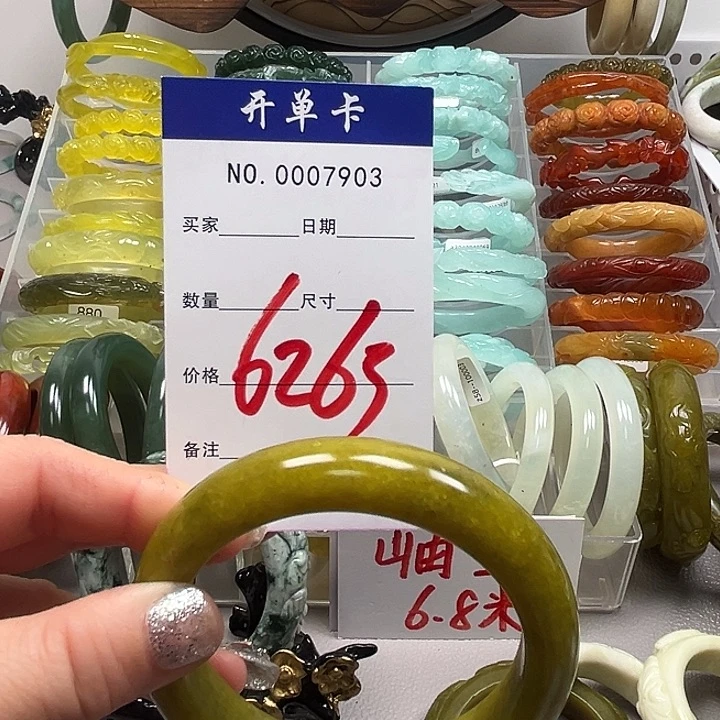 开单卡
NO. 0007903
买家 日期
数量 尺寸
6265
价格
备注
880
岫
6-8米